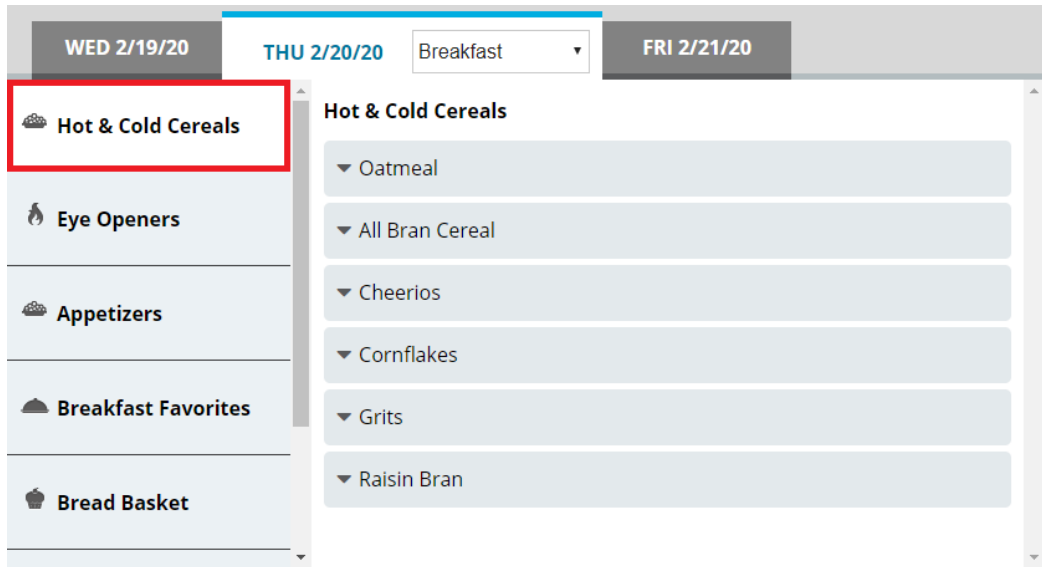 WED 2/19/20
THU 2/20/20
Breakfast
FRI 2/21/20
Hot & Cold Cereals
Eye Openers
Appetizers
Breakfast Favorites
Bread Basket
Hot & Cold Cereals
Oatmeal
All Bran Cereal
Cheerios
Cornflakes
Grits
Raisin Bran